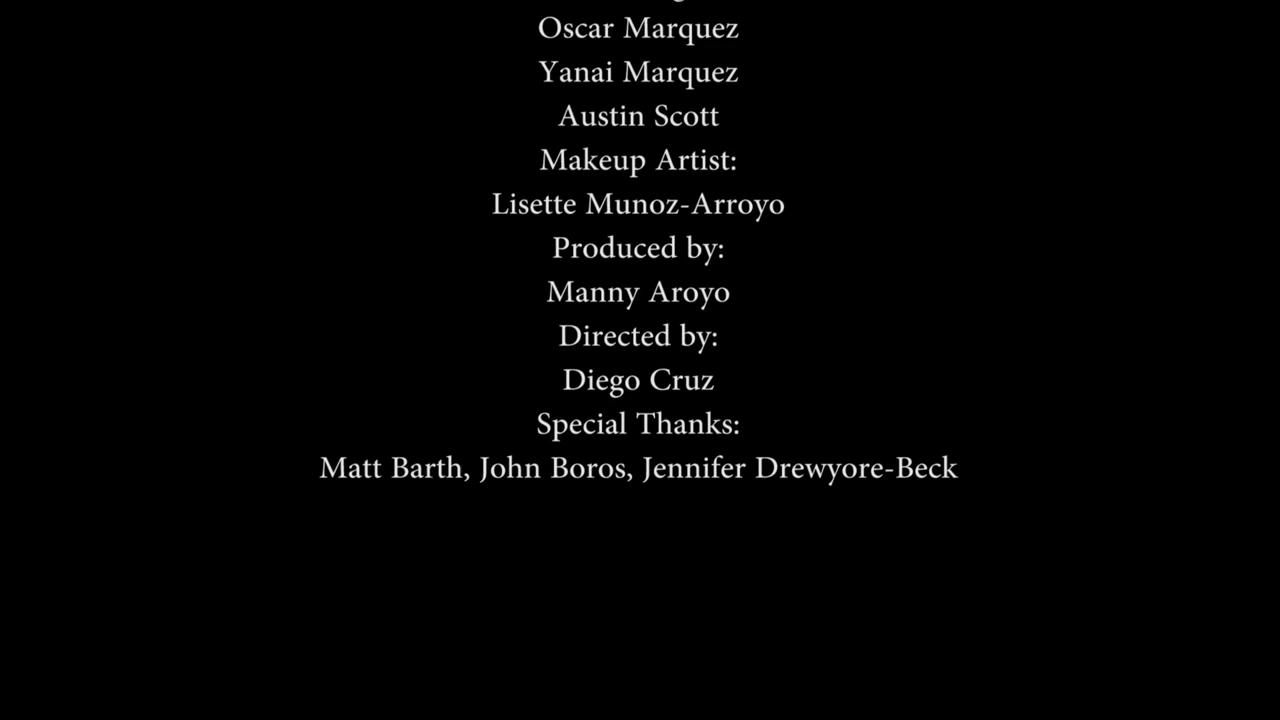 Oscar Marquez
Yanai Marquez
Austin Scott
Makeup Artist:
Lisette Munoz-Arroyo
Produced by:
Manny Aroyo
Directed by:
Diego Cruz
Special Thanks:
Matt Barth, John Boros, Jennifer Drewyore-Beck